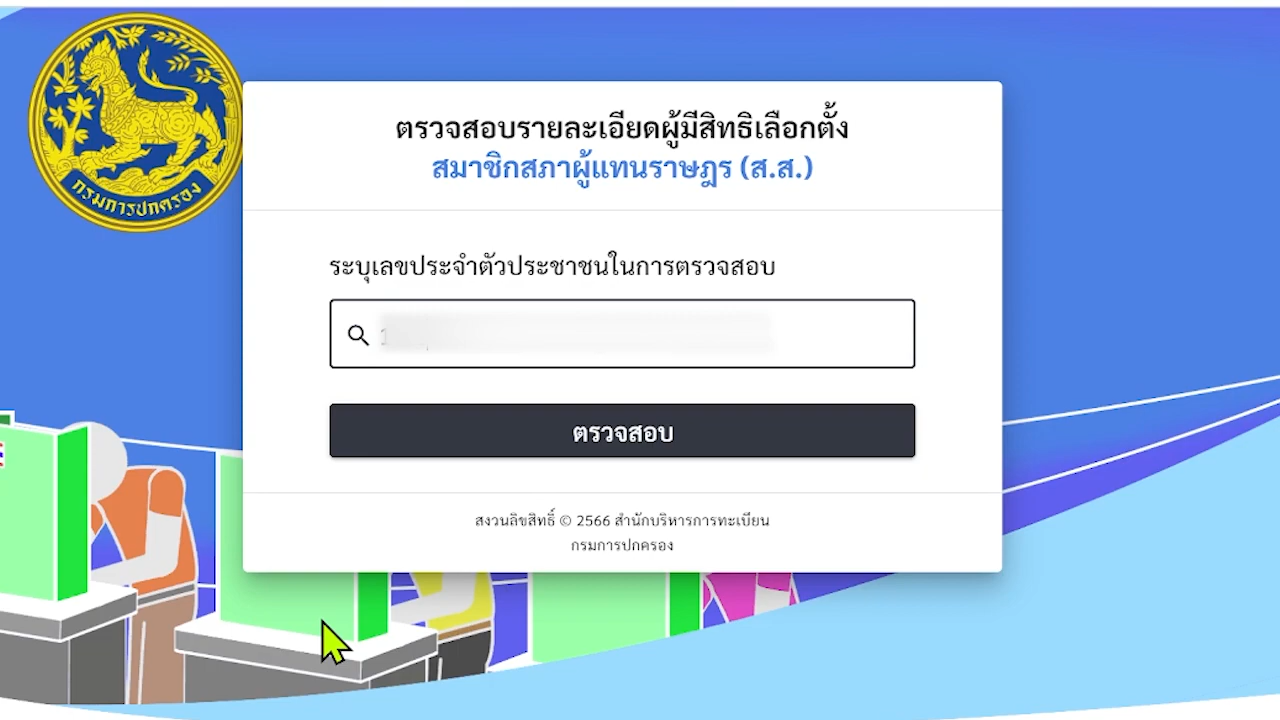 กรมการปกครอง
ตรวจสอบรายละเอียดผู้มีสิทธิเลือกตั้ง
สมาชิกสภาผู้แทนราษฎร (ส.ส.)
ระบุเลขประจำตัวประชาชนในการตรวจสอบ
ตรวจสอบ
สงวนลิขสิทธิ์ © 2566 สำนักบริหารการทะเบียน
กรมการปกครอง